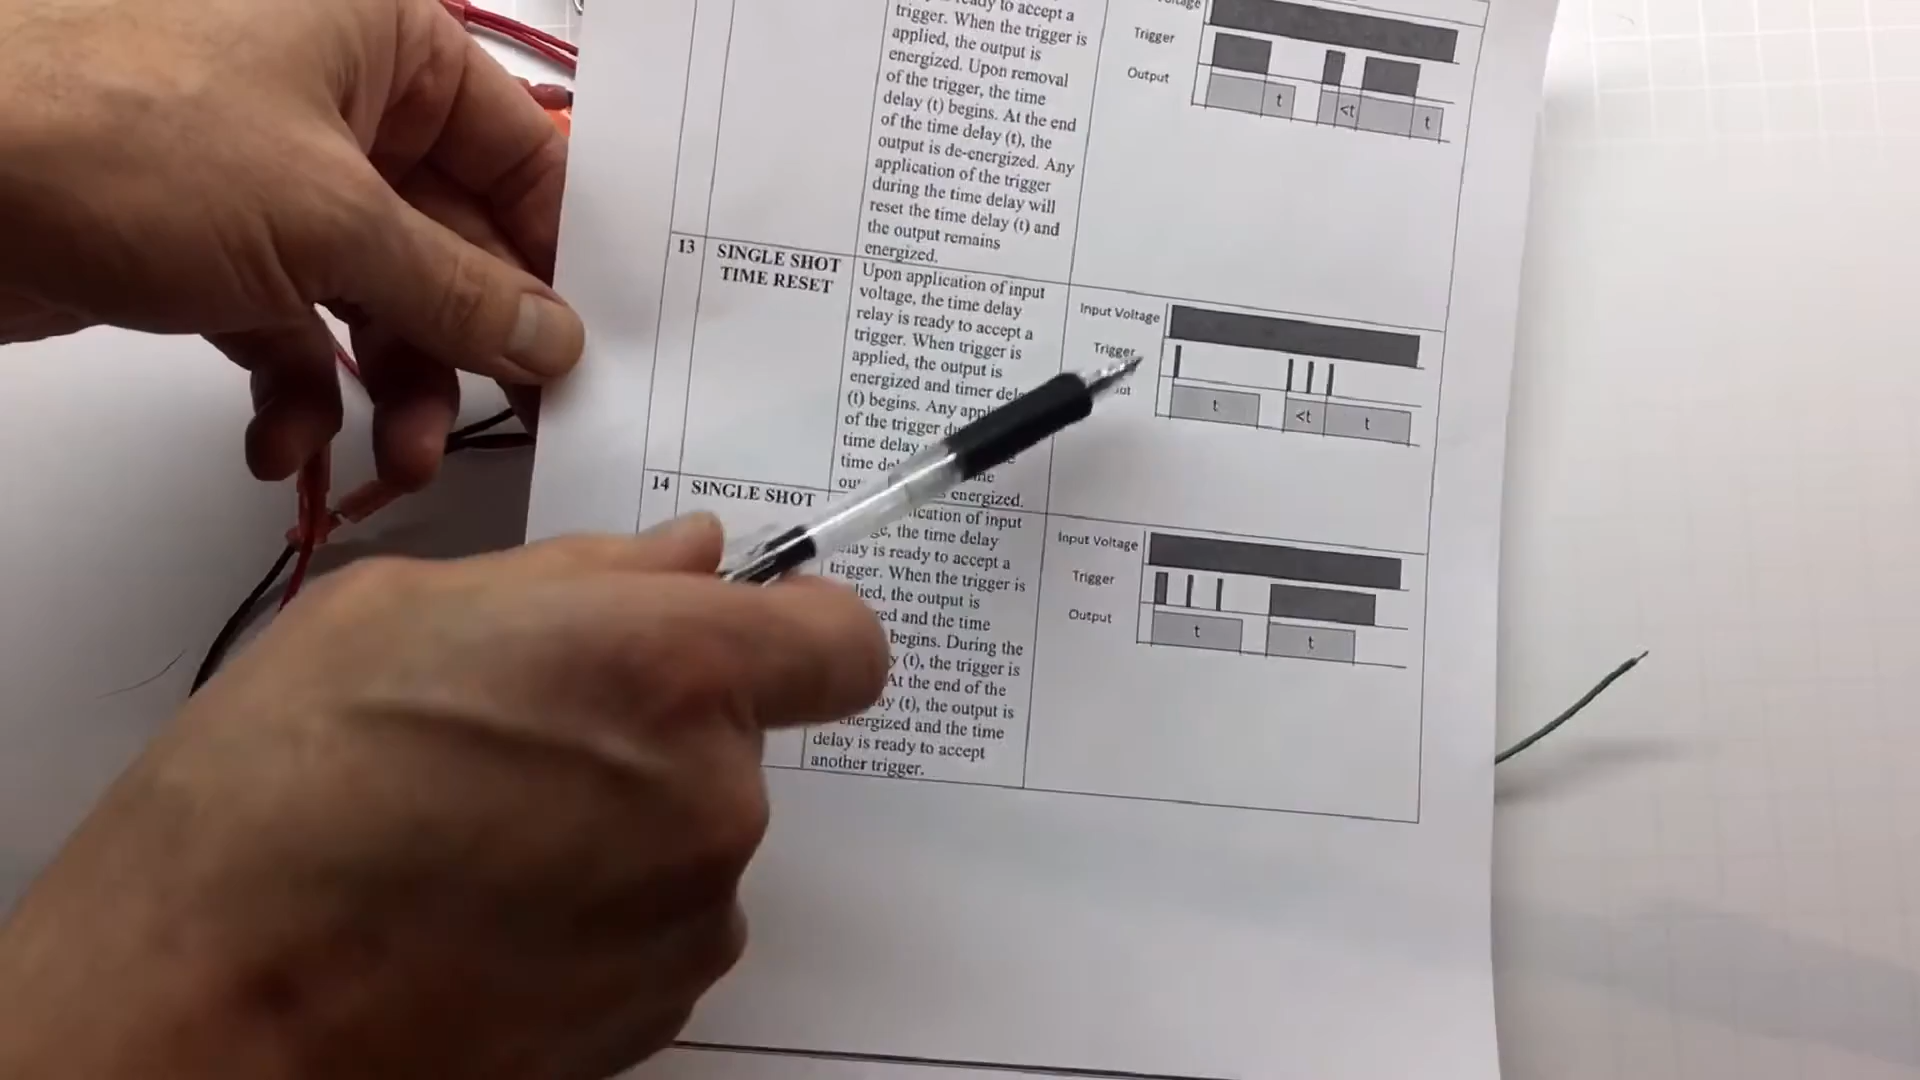 ready to accept a
trigger. When the trigger is
applied, the output is
energized. Upon removal
of the trigger, the time
delay (t) begins. At the end
of the time delay (t), the
output is de-energized. Any
application of the trigger
during the time delay will
reset the time delay (t) and
the output remains
energized.
Trigger
Output
t
<t
t
13
SINGLE SHOT
TIME RESET
Upon application of input
voltage, the time delay
relay is ready to accept a
trigger. When trigger is
applied, the output is
energized and timer
(t) begins. Any
of the trigger
time delay
time
energized.
Input Voltage
Trigger
t
<t
t
14
SINGLE SHOT
of input
the time delay
is ready to accept a
trigger. When the trigger is
the output is
and the time
begins. During the
(t), the trigger is
At the end of the
(t), the output is
and the time
delay is ready to accept
another trigger.
Input Voltage
Trigger
Output
t
t